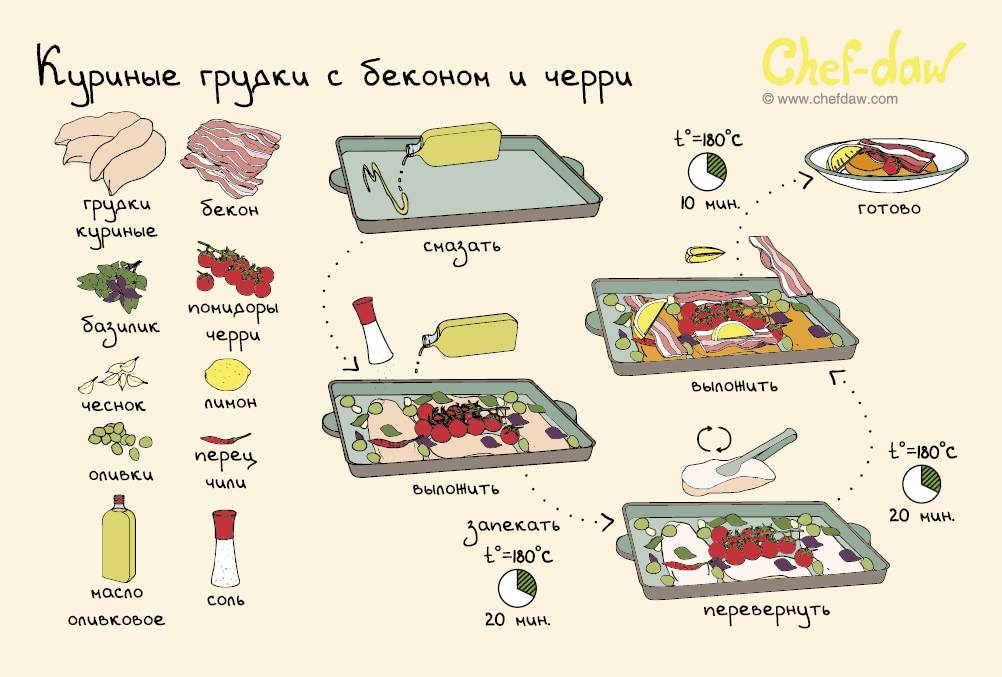 Куриные грудки с беконом и черри
Chef-daw
© www.chefdaw.com
грудки
куриные
бекон
базилик
помидоры
черри
чеснок
лимон
оливки
перец
чили
масло
оливковое
соль
смазать
выложить
запекать
t°=180°C
20 мин.
перевернуть
t°=180°C
20 мин.
выложить
t°=180°C
10 мин.
готово